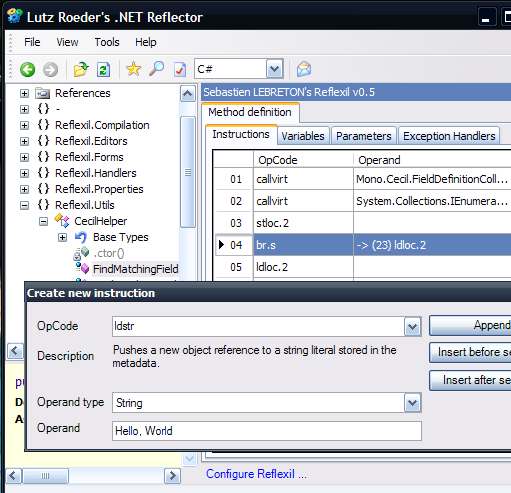 Lutz Roeder's .NET Reflector
File View Tools Help
C#
References
-
Reflexil.Compilation
Reflexil.Editors
Reflexil.Forms
Reflexil.Handlers
Reflexil.Properties
Reflexil.Utils
CecilHelper
Base Types
.ctor()
FindMatchingField
Sebastien LEBRETON's Reflexil v0.5
Method definition
Instructions Variables Parameters Exception Handlers
OpCode Operand
01 callvirt Mono.Cecil.FieldDefinitionColl...
02 callvirt System.Collections.IEnumera...
03 stloc.2
04 br.s -> (23) ldloc.2
05 ldloc.2
Create new instruction
OpCode ldstr Append
Description Pushes a new object reference to a string literal stored in the
metadata.
Insert before se
Insert after se
Operand type String
Operand Hello, World
pu
D
A
Configure Reflexil ...